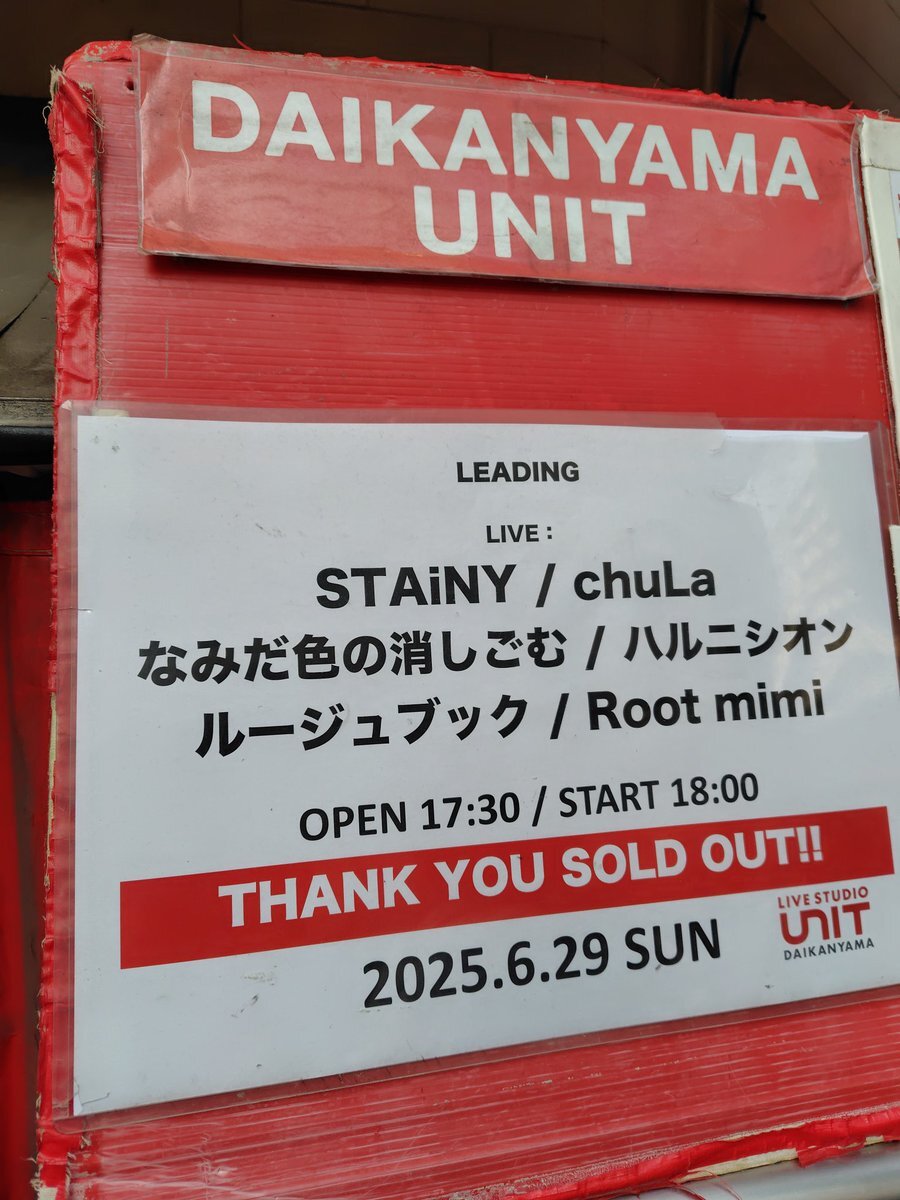 DAIKANYAMA
UNIT
LEADING
LIVE：
STAiNY / chuLa
なみだ色の消しごむ / ハルニシオン
ルージュブック / Root mimi
OPEN 17:30 / START 18:00
THANK YOU SOLD OUT!!
2025.6.29 SUN
LIVE STUDIO
UNIT
DAIKANYAMA